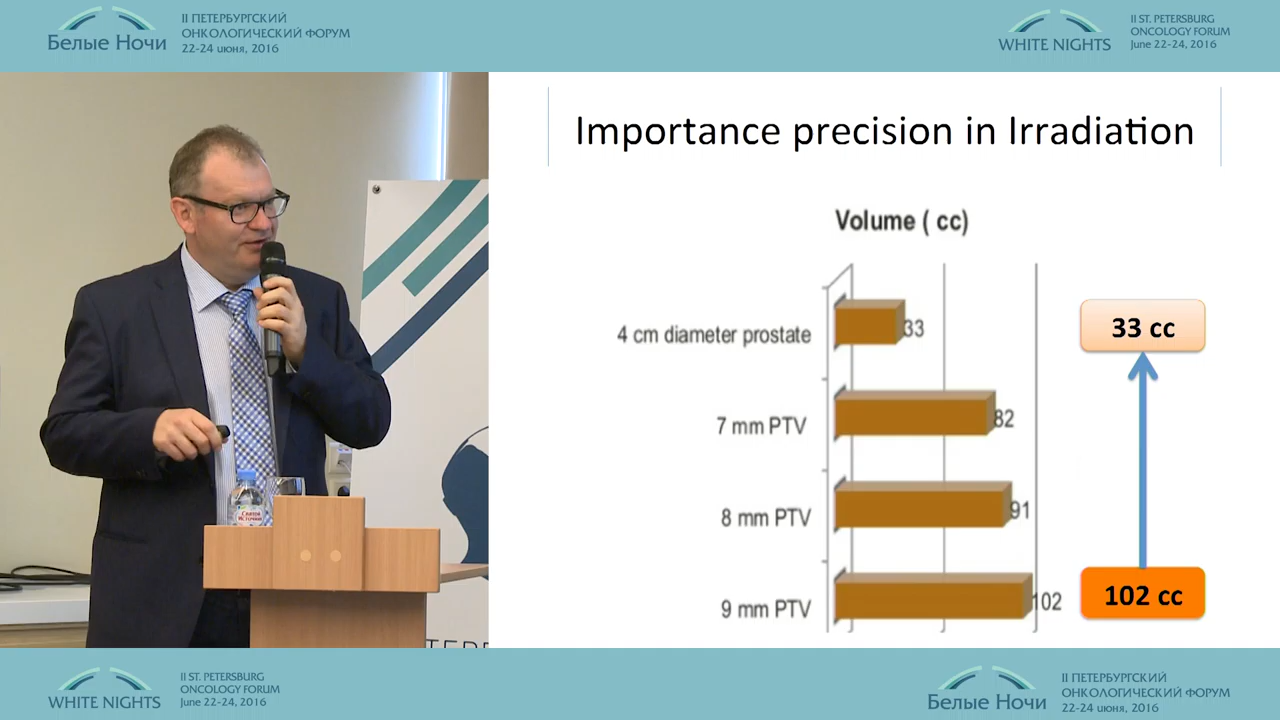 Белые Ночи
II ПЕТЕРБУРГСКИЙ
ОНКОЛОГИЧЕСКИЙ ФОРУМ
22-24 июня, 2016
WHITE NIGHTS
II ST. PETERSBURG
ONCOLOGY FORUM
June 22-24, 2016
Importance precision in Irradiation
Volume ( cc)
4 cm diameter prostate
33
7 mm PTV
82
8 mm PTV
91
9 mm PTV
102
33 cc
102 cc
Святой
Источник
WHITE NIGHTS
II ST. PETERSBURG
ONCOLOGY FORUM
June 22-24, 2016
Белые Ночи
II ПЕТЕРБУРГСКИЙ
ОНКОЛОГИЧЕСКИЙ ФОРУМ
22-24 июня, 2016